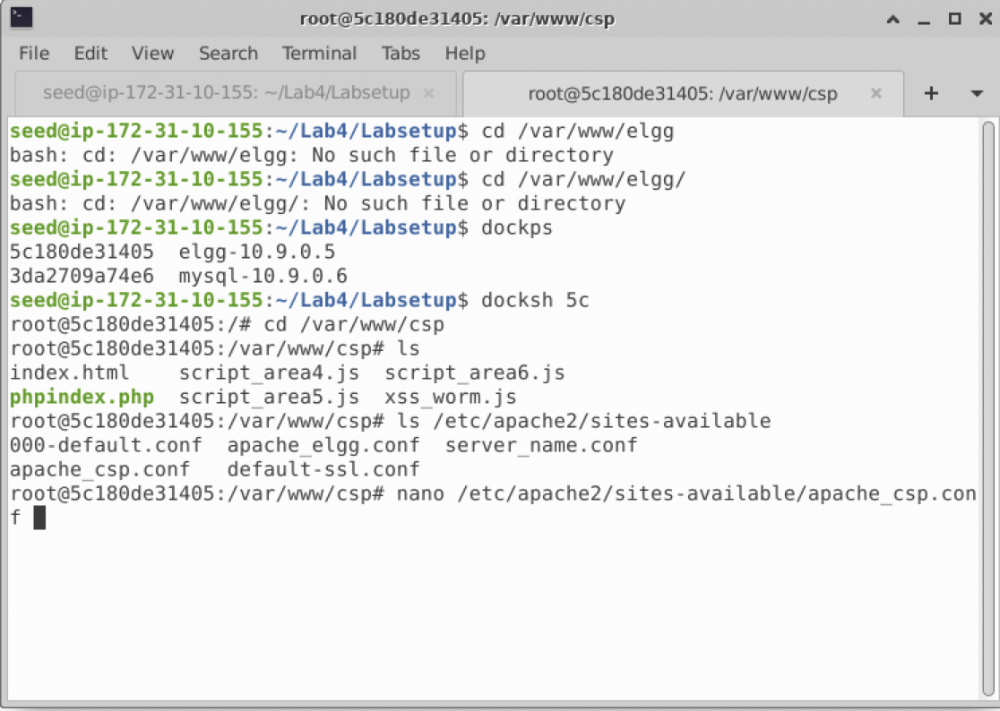 root@5c180de31405: /var/www/csp
File Edit View Search Terminal Tabs Help
seed@ip-172-31-10-155: ~/Lab4/Labsetup × root@5c180de31405: /var/www/csp ×
seed@ip-172-31-10-155:~/Lab4/Labsetup$ cd /var/www/elgg
bash: cd: /var/www/elgg: No such file or directory
seed@ip-172-31-10-155:~/Lab4/Labsetup$ cd /var/www/elgg/
bash: cd: /var/www/elgg/: No such file or directory
seed@ip-172-31-10-155:~/Lab4/Labsetup$ dockps
5c180de31405  elgg-10.9.0.5
3da2709a74e6  mysql-10.9.0.6
seed@ip-172-31-10-155:~/Lab4/Labsetup$ docksh 5c
root@5c180de31405:/# cd /var/www/csp
root@5c180de31405:/var/www/csp# ls
index.html    script_area4.js  script_area6.js
phpindex.php  script_area5.js  xss_worm.js
root@5c180de31405:/var/www/csp# ls /etc/apache2/sites-available
000-default.conf  apache_elgg.conf  server_name.conf
apache_csp.conf   default-ssl.conf
root@5c180de31405:/var/www/csp# nano /etc/apache2/sites-available/apache_csp.con
f